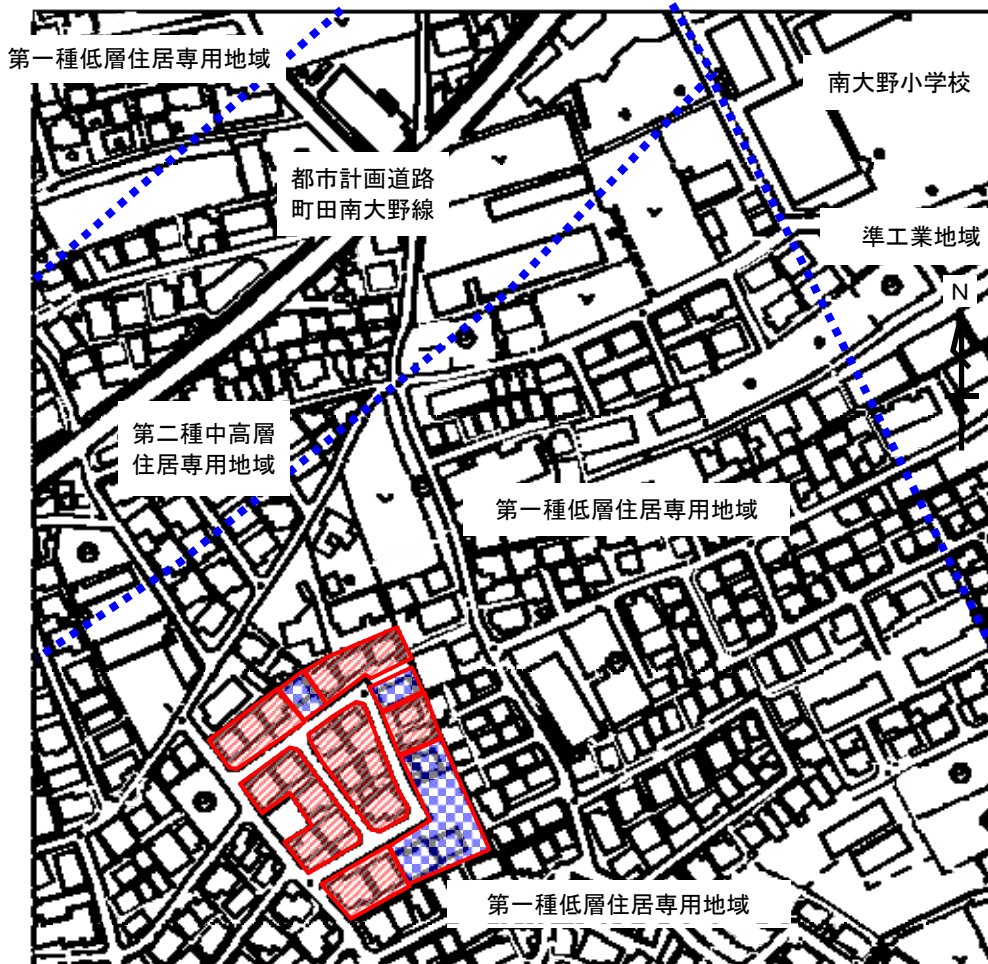 第一種低層住居専用地域
南大野小学校
都市計画道路
町田南大野線
準工業地域
N
第二種中高層
住居専用地域
第一種低層住居専用地域
第一種低層住居専用地域